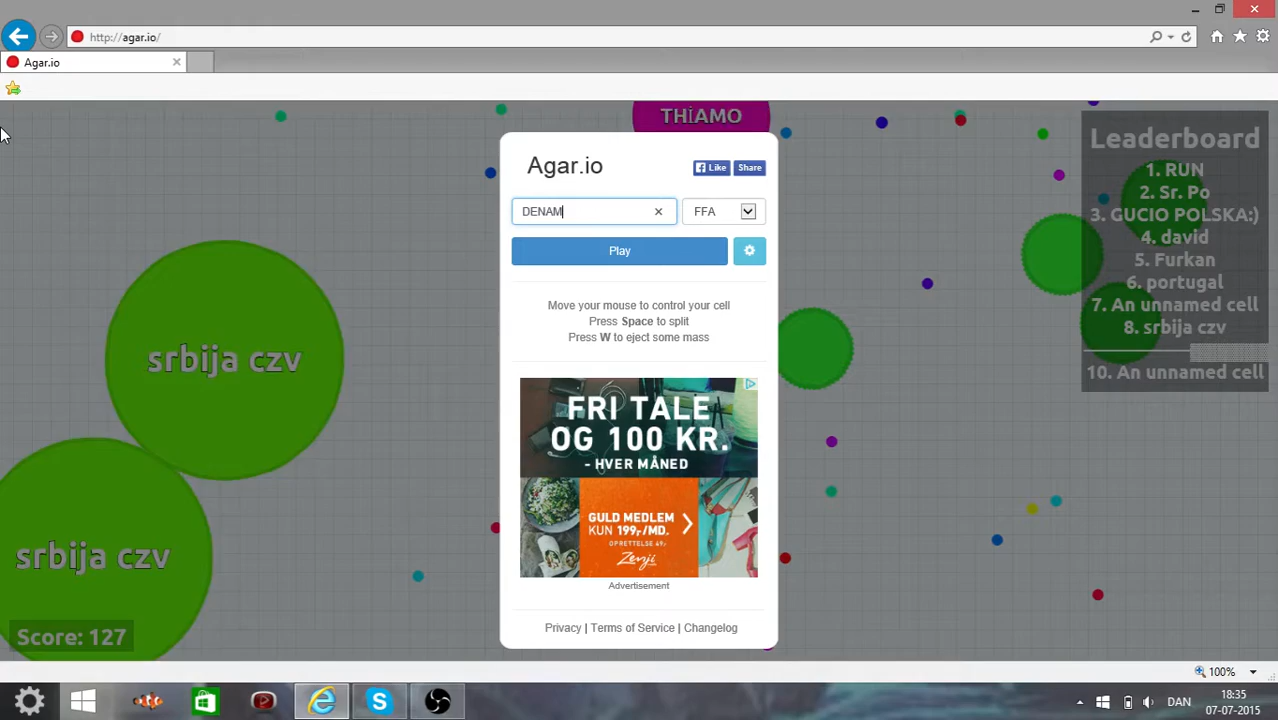 http://agar.io/
Agar.io
THİAMO
Agar.io
Like
Share
DENAM
FFA
Play
Move your mouse to control your cell
Press Space to split
Press W to eject some mass
FRI TALE
OG 100 KR.
- HVER MÅNED
GULD MEDLEM
KUN 199,-/MD.
OPRETTELSE 49,-
Zenji
Advertisement
Privacy | Terms of Service | Changelog
srbija czv
srbija czv
Score: 127
Leaderboard
1. RUN
2. Sr. Po
3. GUCIO POLSKA:)
4. david
5. Furkan
6. portugal
7. An unnamed cell
8. srbija czv
10. An unnamed cell
100%
DAN
18:35
07-07-2015